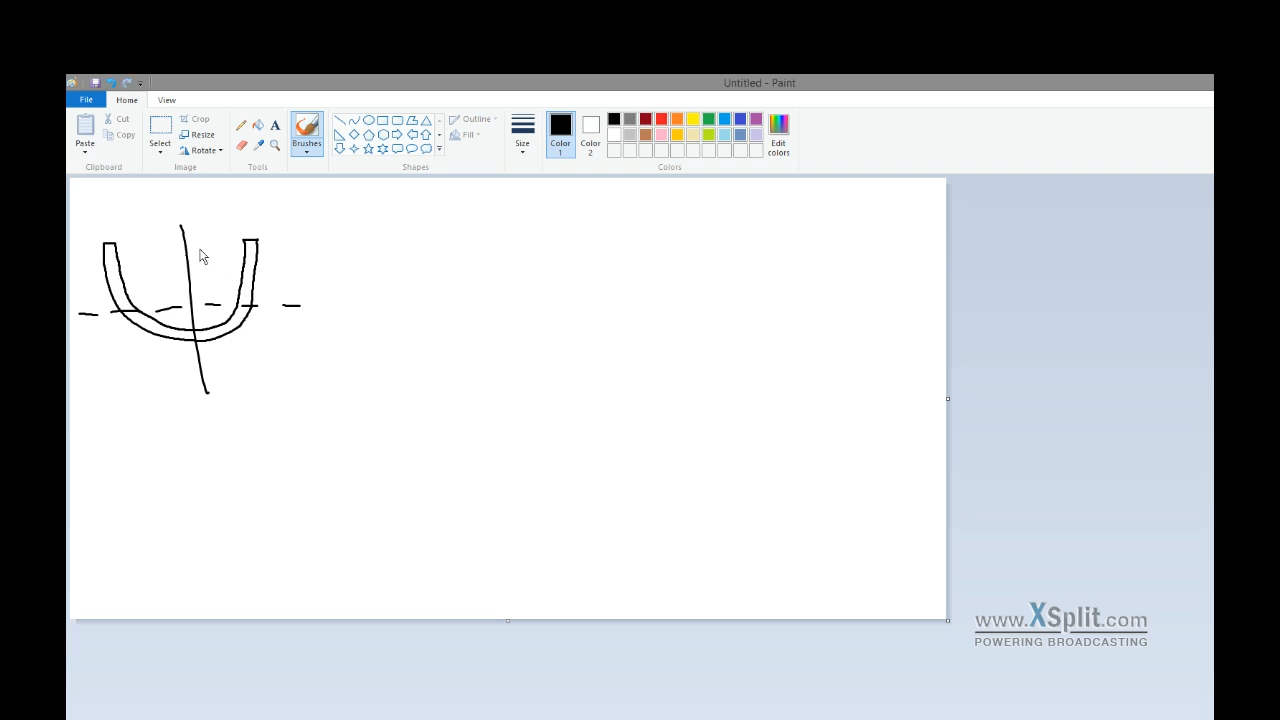 Untitled - Paint
File Home View
Paste
Cut
Copy
Clipboard
Select
Crop
Resize
Rotate
Image
A
Tools
Brushes
Shapes
Outline
Fill
Size
Color
1
Color
2
Colors
Edit
colors
www.XSplit.com
POWERING BROADCASTING